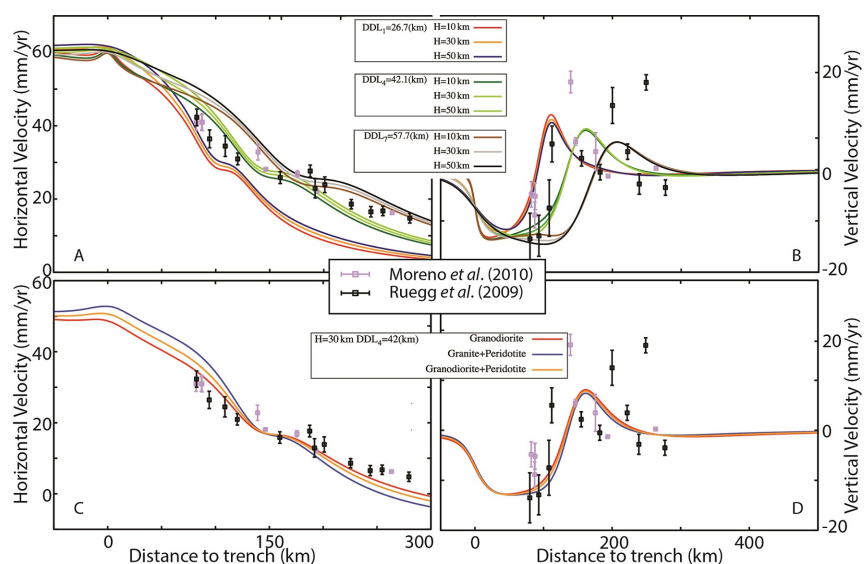 Horizontal Velocity (mm/yr)
60
40
20
0
A
DDL1=26.7(km)
H=10 km
H=30 km
H=50 km
DDL4=42.1(km)
H=10 km
H=30 km
H=50 km
DDL7=57.7(km)
H=10 km
H=30 km
H=50 km
20
0
-20
B
Vertical Velocity (mm/yr)
Moreno et al. (2010)
Ruegg et al. (2009)
Horizontal Velocity (mm/yr)
60
40
20
0
C
H=30 km DDL4=42(km)
Granodiorite
Granite+Peridotite
Granodiorite+Peridotite
20
0
-20
D
Vertical Velocity (mm/yr)
0
150
300
Distance to trench (km)
0
200
400
Distance to trench (km)